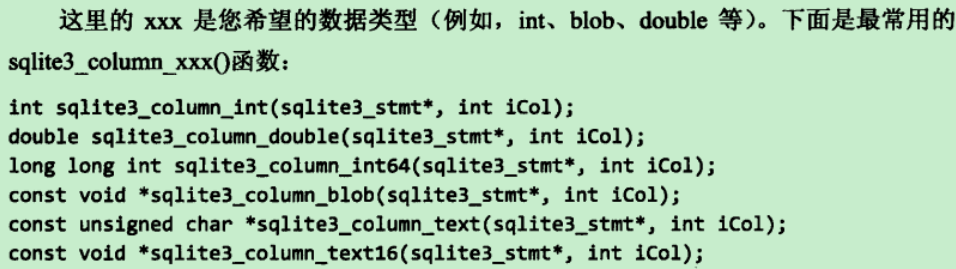 这里的 xxx 是您希望的数据类型（例如，int、blob、double 等）。下面是最常用的
sqlite3_column_xxx()函数：
int sqlite3_column_int(sqlite3_stmt*, int iCol);
double sqlite3_column_double(sqlite3_stmt*, int iCol);
long long int sqlite3_column_int64(sqlite3_stmt*, int iCol);
const void *sqlite3_column_blob(sqlite3_stmt*, int iCol);
const unsigned char *sqlite3_column_text(sqlite3_stmt*, int iCol);
const void *sqlite3_column_text16(sqlite3_stmt*, int iCol);